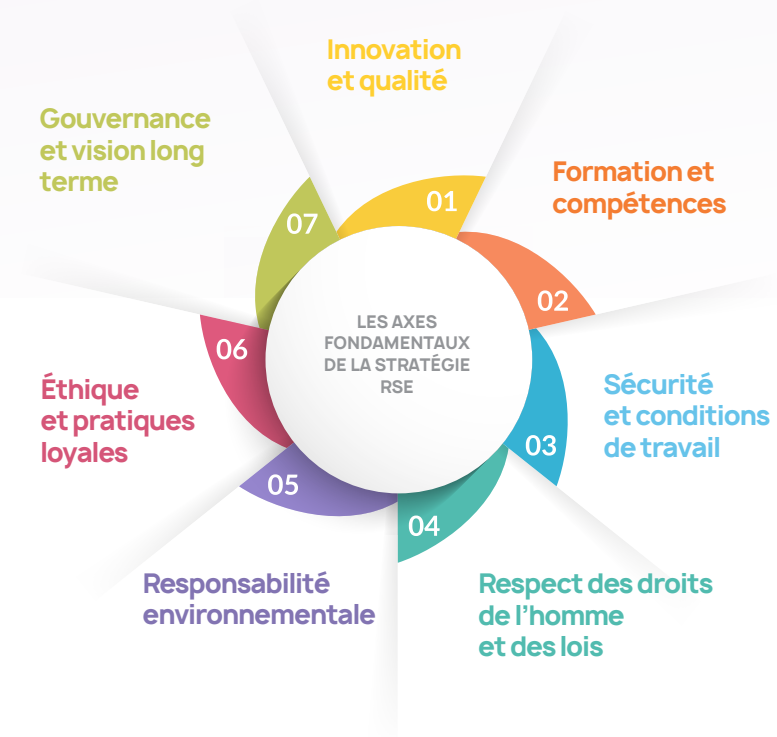 Innovation
et qualité
01
Formation et
compétences
02
Sécurité
et conditions
de travail
03
Respect des droits
de l’homme
et des lois
04
Responsabilité
environnementale
05
Éthique
et pratiques
loyales
06
Gouvernance
et vision long
terme
07
LES AXES
FONDAMENTAUX
DE LA STRATÉGIE
RSE